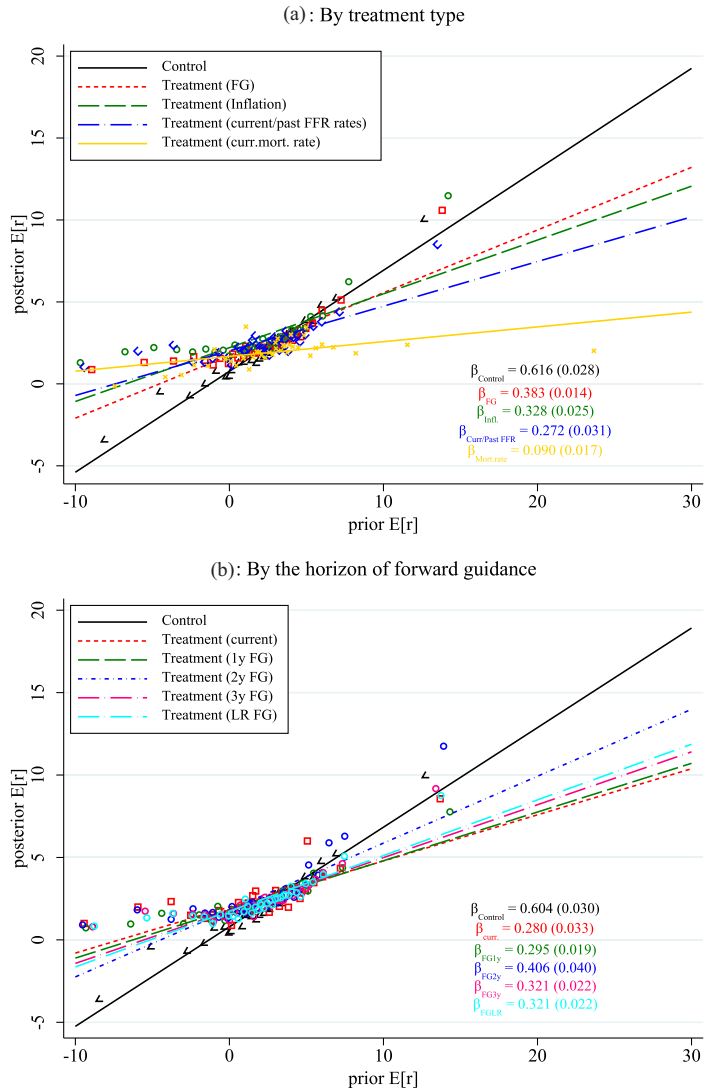 (a): By treatment type
20
15
10
5
0
-5
posterior E[r]
Control
Treatment (FG)
Treatment (Inflation)
Treatment (current/past FFR rates)
Treatment (curr.mort. rate)
βControl = 0.616 (0.028)
βFG = 0.383 (0.014)
βInfl. = 0.328 (0.025)
βCurr/Past FFR = 0.272 (0.031)
βMort.rate = 0.090 (0.017)
-10 0 10 20 30
prior E[r]
(b): By the horizon of forward guidance
20
15
10
5
0
-5
posterior E[r]
Control
Treatment (current)
Treatment (1y FG)
Treatment (2y FG)
Treatment (3y FG)
Treatment (LR FG)
βControl = 0.604 (0.030)
βcurr. = 0.280 (0.033)
βFG1y = 0.295 (0.019)
βFG2y = 0.406 (0.040)
βFG3y = 0.321 (0.022)
βFGLR = 0.321 (0.022)
-10 0 10 20 30
prior E[r]